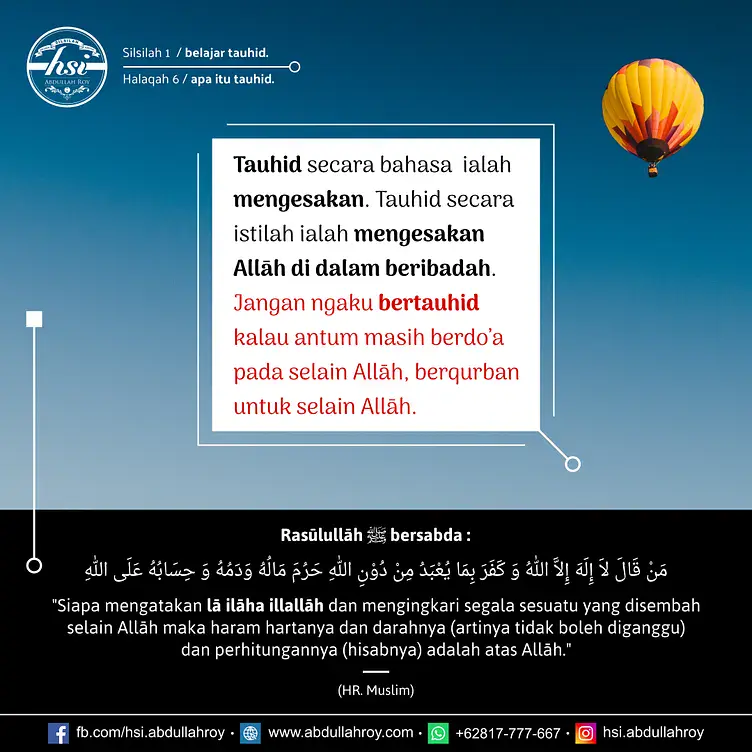 SILSILAH
hsi
ABDULLAH ROY
Silsilah 1 / belajar tauhid.
Halaqah 6 / apa itu tauhid.
Tauhid secara bahasa ialah
mengesakan. Tauhid secara
istilah ialah mengesakan
Allāh di dalam beribadah.
Jangan ngaku bertauhid
kalau antum masih berdo’a
pada selain Allāh, berqurban
untuk selain Allāh.
Rasūlullāh ﷺ bersabda :
مَنْ قَالَ لاَ إِلَهَ إِلاَّ اللهُ وَ كَفَرَ بِمَا يُعْبَدُ مِنْ دُوْنِ اللهِ حَرُمَ مَالُهُ وَدَمُهُ وَ حِسَابُهُ عَلَى اللهِ
"Siapa mengatakan lā ilāha illallāh dan mengingkari segala sesuatu yang disembah
selain Allāh maka haram hartanya dan darahnya (artinya tidak boleh diganggu)
dan perhitungannya (hisabnya) adalah atas Allāh."
(HR. Muslim)
fb.com/hsi.abdullahroy • www.abdullahroy.com • +62817-777-667 • hsi.abdullahroy